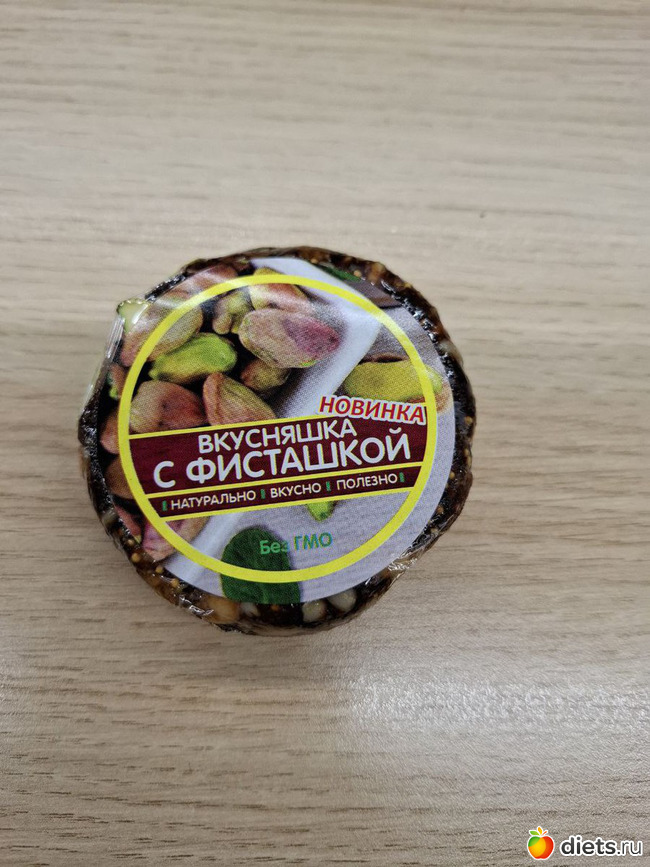 НОВИНКА
ВКУСНЯШКА
С ФИСТАШКОЙ
НАТУРАЛЬНО ВКУСНО ПОЛЕЗНО
Без ГМО
diets.ru